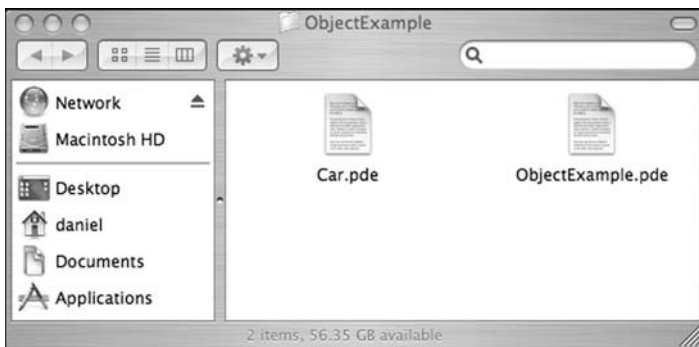 ObjectExample
Network
Macintosh HD
Desktop
daniel
Documents
Applications
Car.pde
ObjectExample.pde
2 items, 56.35 GB available